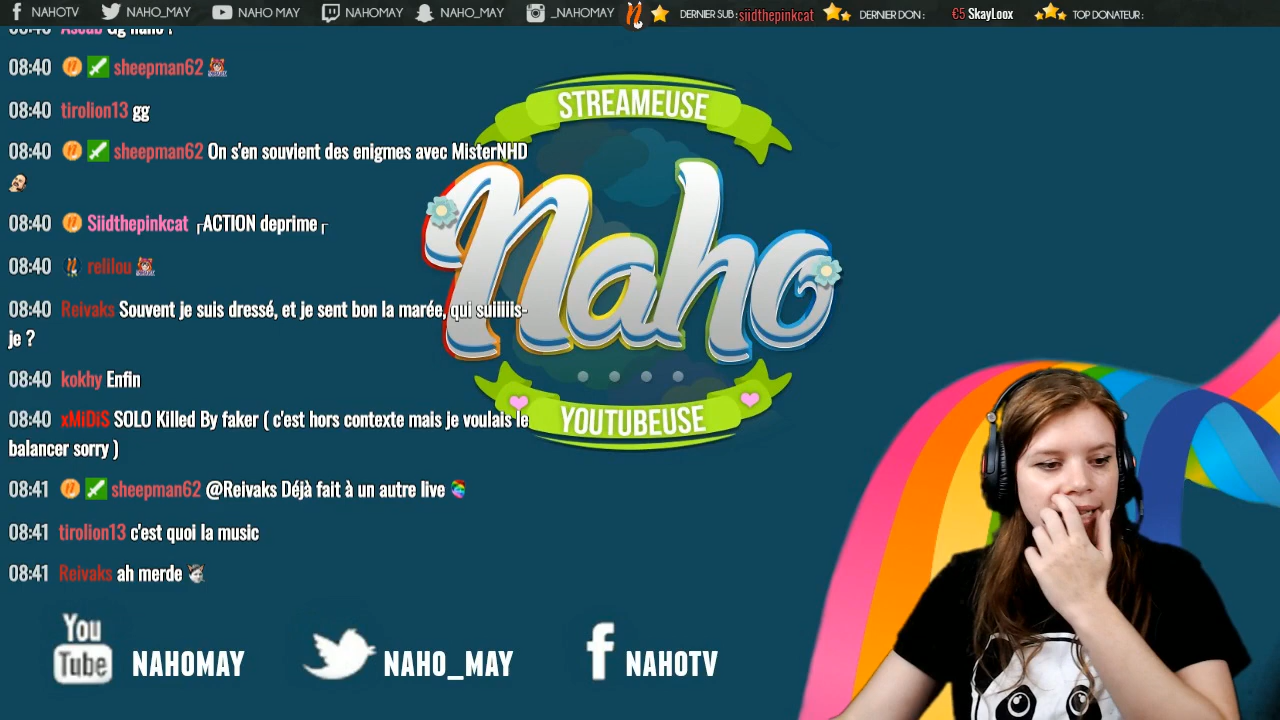 NAHOTV NAHO_MAY NAHO MAY NAHOMAY NAHO_MAY _NAHOMAY DERNIER SUB : siidthepinkcat DERNIER DON : €5 SkayLoox TOP DONATEUR :
08:40 Ascub Gg naho !
08:40 sheepman62
08:40 tirolion13 gg
08:40 sheepman62 On s'en souvient des enigmes avec MisterNHD
08:40 Siidthepinkcat ┌ACTION deprime┌
08:40 relilou
08:40 Reivaks Souvent je suis dressé, et je sent bon la marée, qui suiiiiis-
je ?
08:40 kokhy Enfin
08:40 xMiDiS SOLO Killed By faker ( c'est hors contexte mais je voulais le
balancer sorry )
08:41 sheepman62 @Reivaks Déjà fait à un autre live
08:41 tirolion13 c'est quoi la music
08:41 Reivaks ah merde
STREAMEUSE
Naho
YOUTUBEUSE
You
Tube NAHOMAY NAHO_MAY NAHOTV